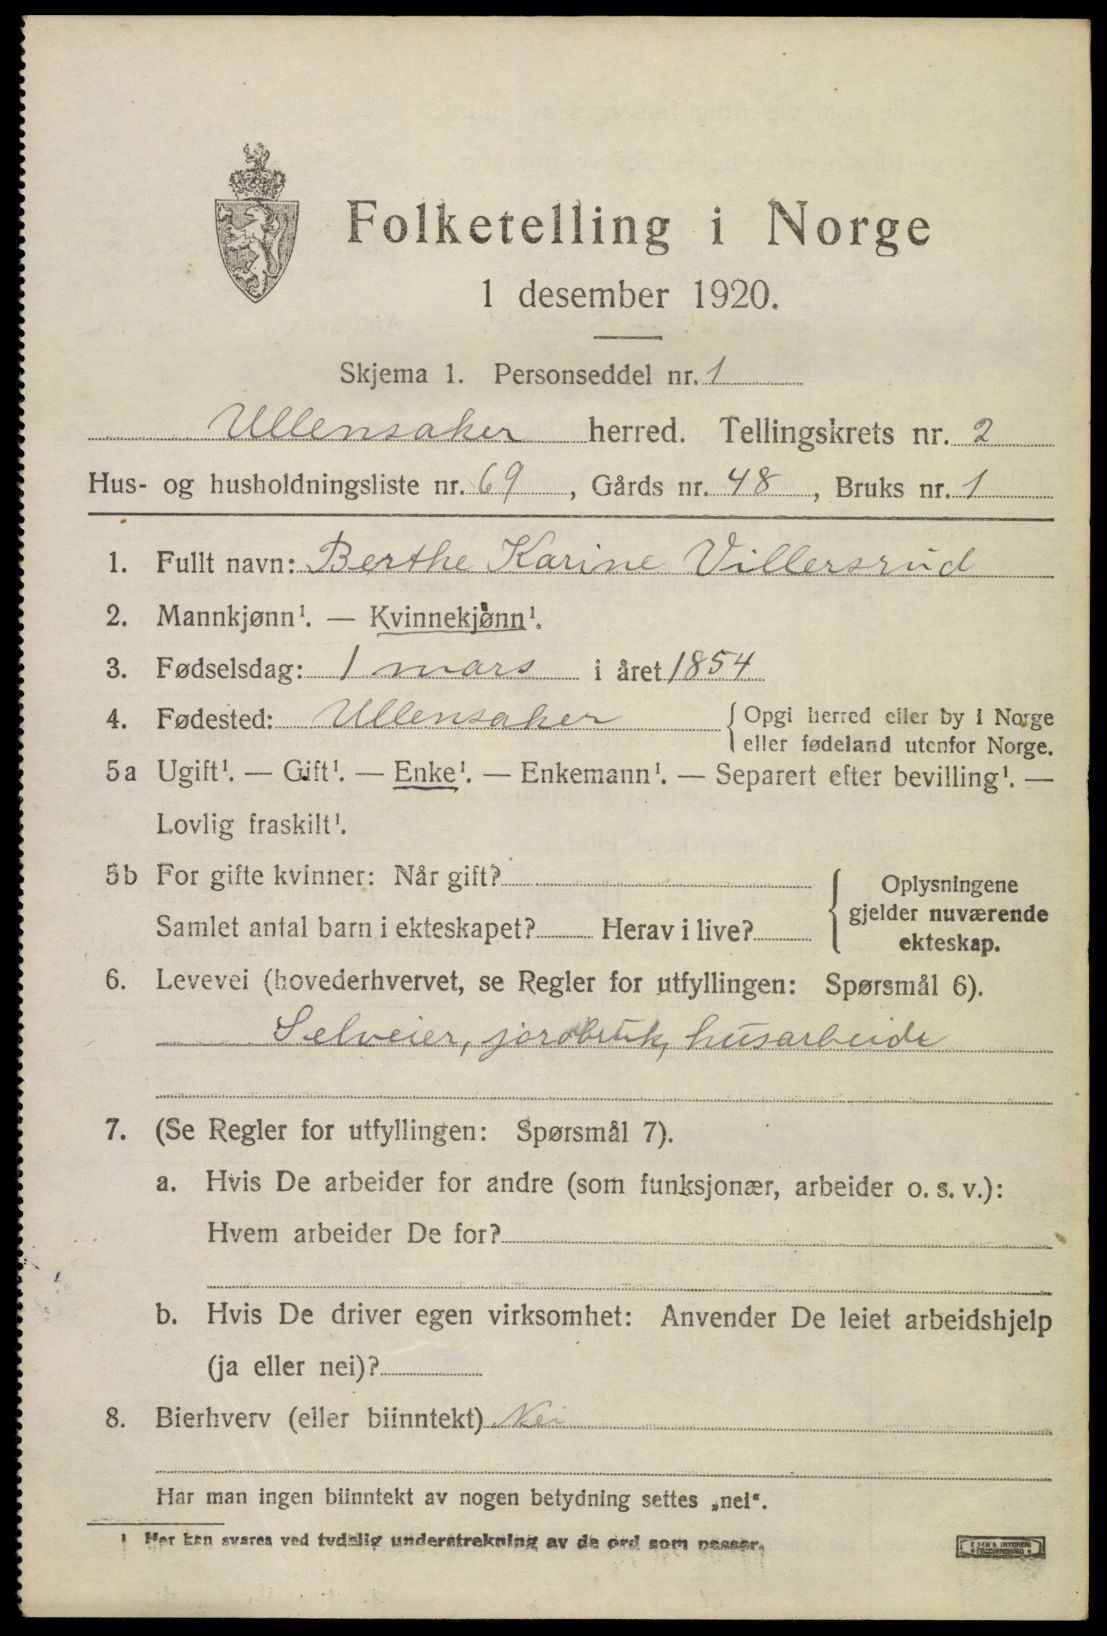 Folketelling i Norge
1 desember 1920.
Skjema 1. Personseddel nr. 1
Ullensaker herred. Tellingskrets nr. 2
Hus- og husholdningsliste nr. 69, Gårds nr. 48, Bruks nr. 1
1. Fullt navn: Berthe Karine Villersrud
2. Mannkjønn¹. — Kvinnekjønn¹.
3. Fødselsdag: 1 mars i året 1854
4. Fødested: Ullensaker { Opgi herred eller by i Norge
eller fødeland utenfor Norge.
5a Ugift¹. — Gift¹. — Enke¹. — Enkemann¹. — Separert efter bevilling¹. —
Lovlig fraskilt¹.
5b For gifte kvinner: Når gift?
Samlet antal barn i ekteskapet? Herav i live?
{ Oplysningene
gjelder nuværende
ekteskap.
6. Levevei (hovederhvervet, se Regler for utfyllingen: Spørsmål 6).
Selveier, jordbruk, husarbeide
7. (Se Regler for utfyllingen: Spørsmål 7).
a. Hvis De arbeider for andre (som funksjonær, arbeider o. s. v.):
Hvem arbeider De for?
b. Hvis De driver egen virksomhet: Anvender De leiet arbeidshjelp
(ja eller nei)?
8. Bierhverv (eller biinntekt) Nei
Har man ingen biinntekt av nogen betydning settes „nei“.
¹ Her kan svares ved tydelig understrekning av de ord som passer.